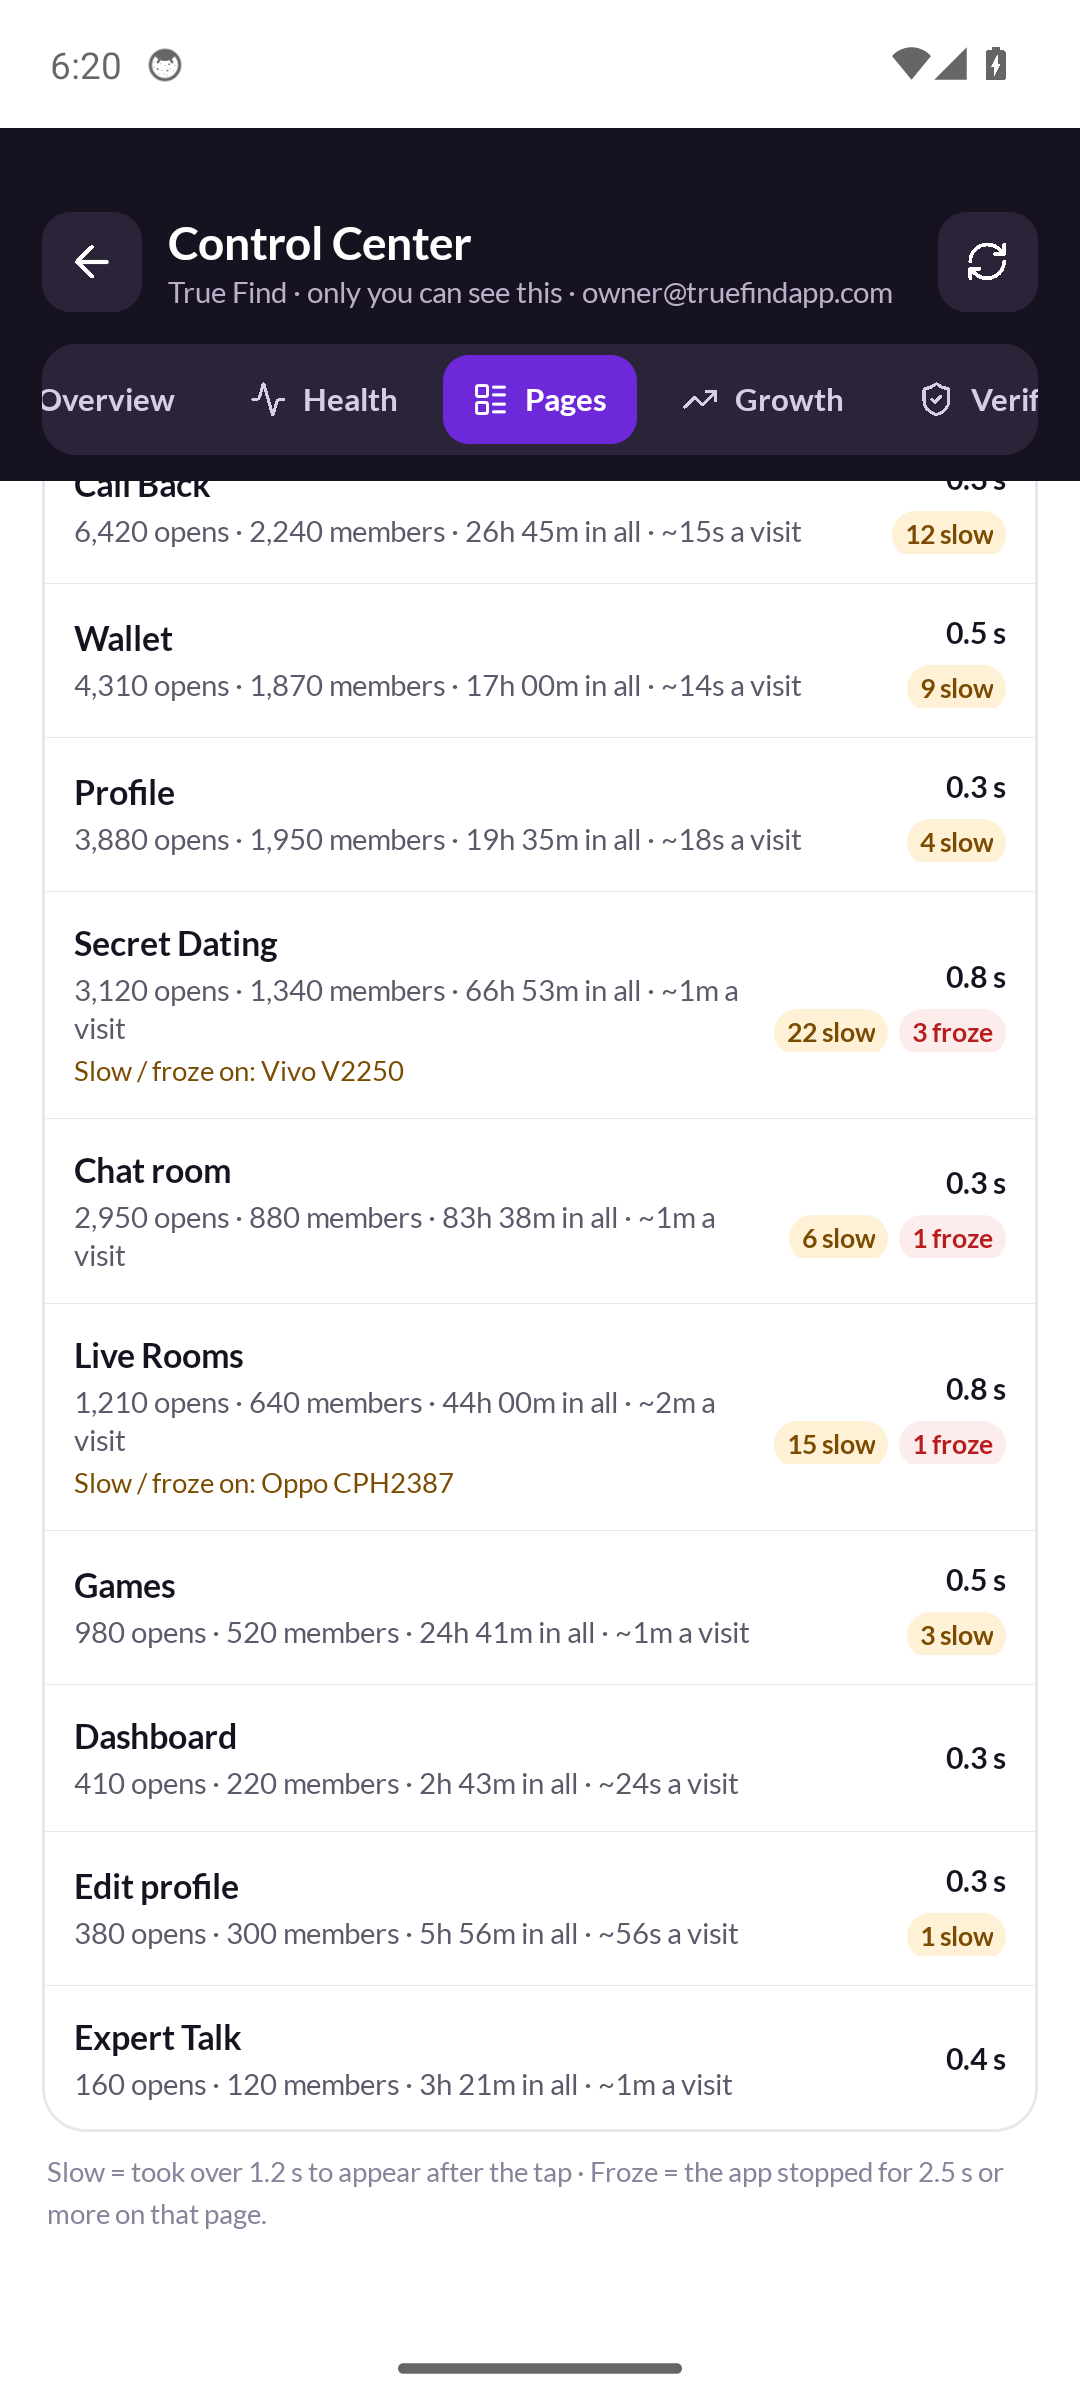 6:20
Control Center
True Find · only you can see this · owner@truefindapp.com
Overview
Health
Pages
Growth
Verif
Call Back
0.3 s
6,420 opens · 2,240 members · 26h 45m in all · ~15s a visit
12 slow
Wallet
0.5 s
4,310 opens · 1,870 members · 17h 00m in all · ~14s a visit
9 slow
Profile
0.3 s
3,880 opens · 1,950 members · 19h 35m in all · ~18s a visit
4 slow
Secret Dating
3,120 opens · 1,340 members · 66h 53m in all · ~1m a
visit
0.8 s
22 slow
3 froze
Slow / froze on: Vivo V2250
Chat room
2,950 opens · 880 members · 83h 38m in all · ~1m a
visit
0.3 s
6 slow
1 froze
Live Rooms
1,210 opens · 640 members · 44h 00m in all · ~2m a
visit
0.8 s
15 slow
1 froze
Slow / froze on: Oppo CPH2387
Games
0.5 s
980 opens · 520 members · 24h 41m in all · ~1m a visit
3 slow
Dashboard
0.3 s
410 opens · 220 members · 2h 43m in all · ~24s a visit
Edit profile
0.3 s
380 opens · 300 members · 5h 56m in all · ~56s a visit
1 slow
Expert Talk
0.4 s
160 opens · 120 members · 3h 21m in all · ~1m a visit
Slow = took over 1.2 s to appear after the tap · Froze = the app stopped for 2.5 s or
more on that page.